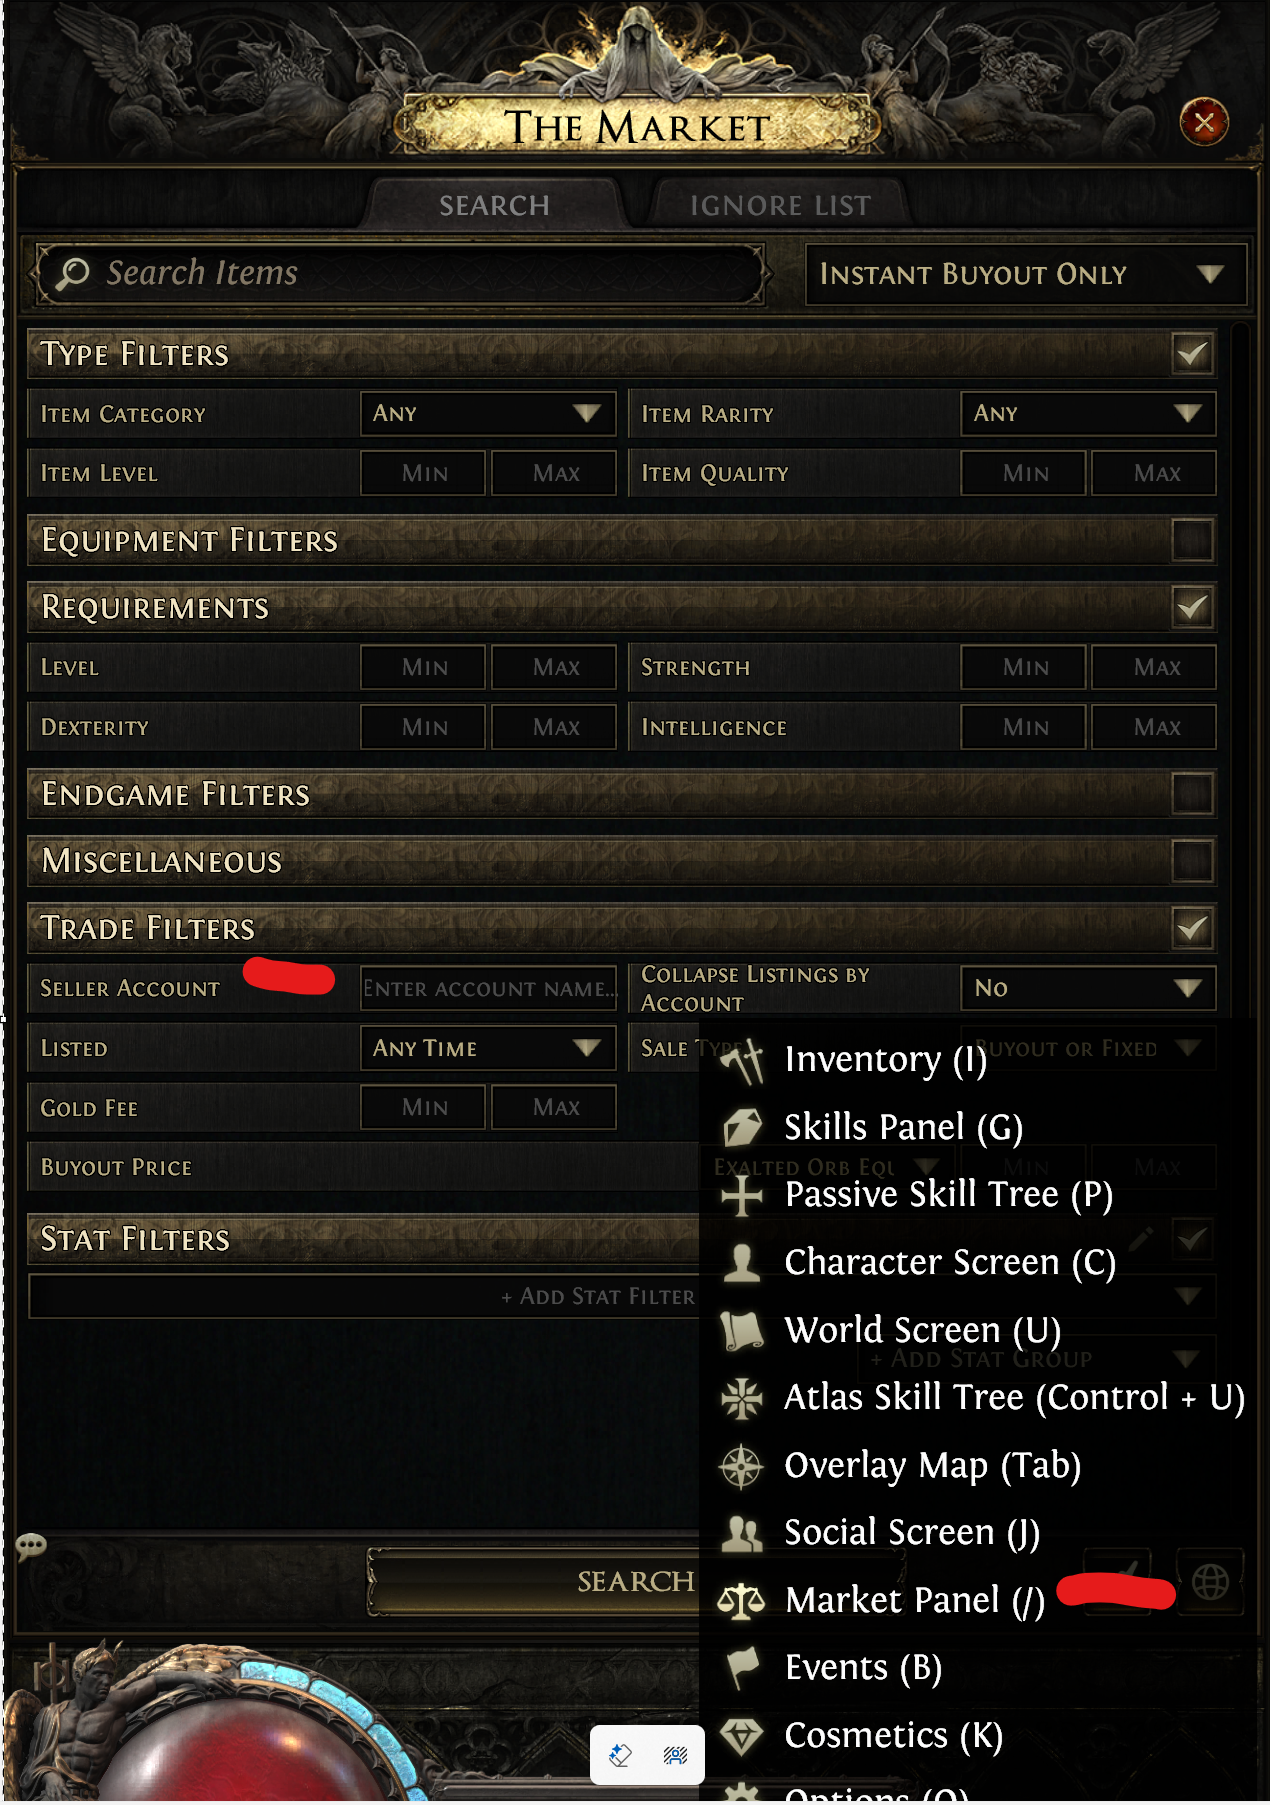 The Market
SEARCH
IGNORE LIST
Search Items
Instant Buyout Only
Type Filters
Item Category
Any
Item Rarity
Any
Item Level
Min
Max
Item Quality
Min
Max
Equipment Filters
Requirements
Level
Min
Max
Strength
Min
Max
Dexterity
Min
Max
Intelligence
Min
Max
Endgame Filters
Miscellaneous
Trade Filters
Seller Account
Enter account name...
Collapse Listings by
Account
No
Listed
Any Time
Sale Type
Buyout or Fixed
Gold Fee
Min
Max
Buyout Price
Exalted Orb Equ
Min
Max
Stat Filters
+ Add Stat Filter
+ Add Stat Group
SEARCH
Inventory (I)
Skills Panel (G)
Passive Skill Tree (P)
Character Screen (C)
World Screen (U)
Atlas Skill Tree (Control + U)
Overlay Map (Tab)
Social Screen (J)
Market Panel (/)
Events (B)
Cosmetics (K)
Options (O)